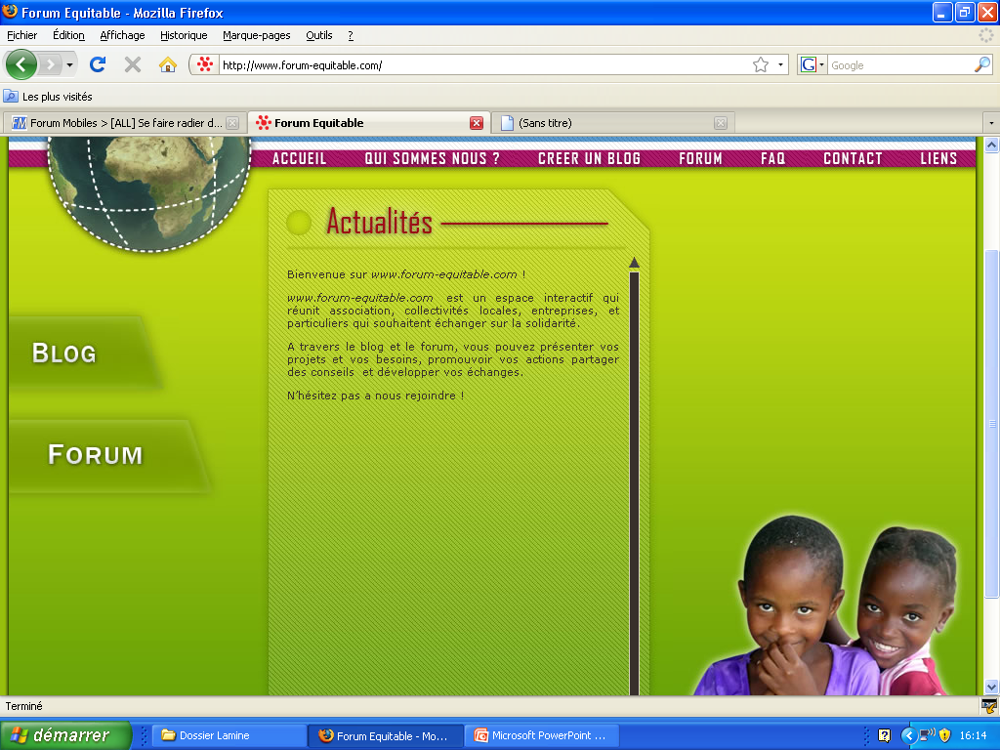 Forum Equitable - Mozilla Firefox
Fichier Édition Affichage Historique Marque-pages Outils ?
http://www.forum-equitable.com/
G Google
Les plus visités
FM Forum Mobiles > [ALL] Se faire radier d...
Forum Equitable
(Sans titre)
ACCUEIL QUI SOMMES NOUS ? CREER UN BLOG FORUM FAQ CONTACT LIENS
Actualités
Bienvenue sur www.forum-equitable.com !
www.forum-equitable.com est un espace interactif qui
réunit association, collectivités locales, entreprises, et
particuliers qui souhaitent échanger sur la solidarité.
A travers le blog et le forum, vous pouvez présenter vos
projets et vos besoins, promouvoir vos actions partager
des conseils et développer vos échanges.
N'hésitez pas a nous rejoindre !
BLOG
FORUM
Terminé
démarrer
Dossier Lamine
Forum Equitable - Mo...
Microsoft PowerPoint ...
?
16:14